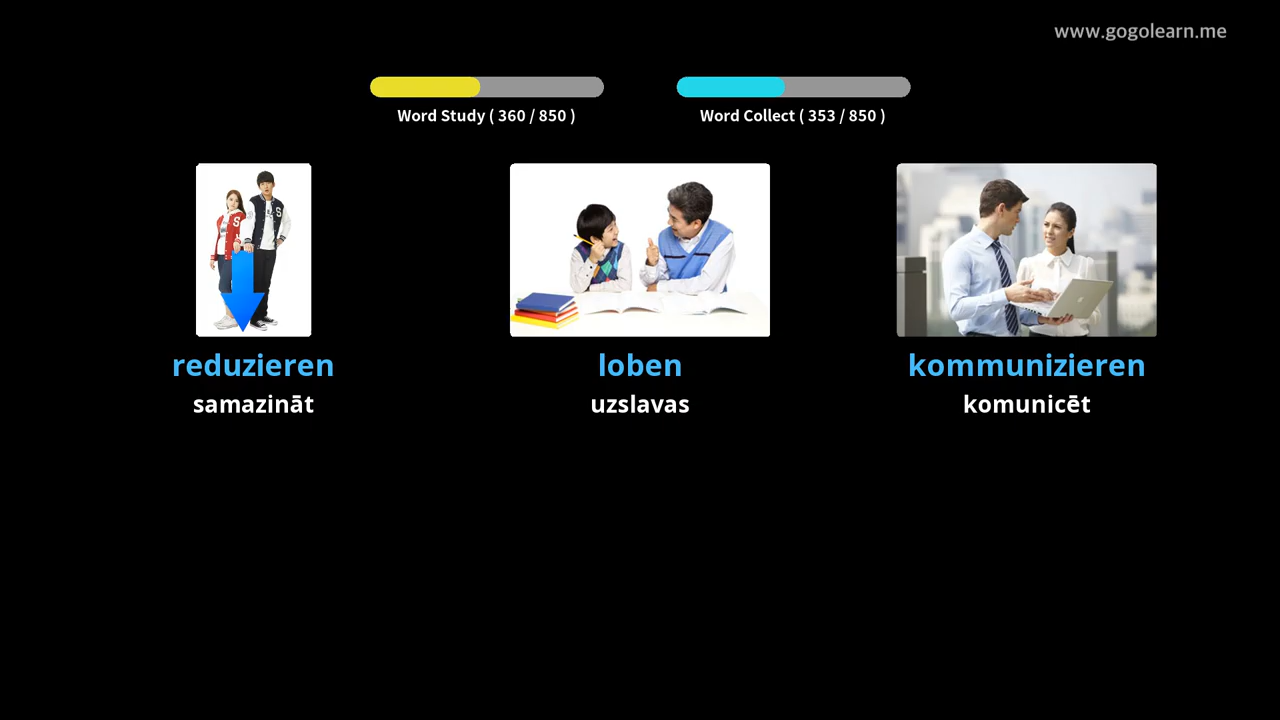 www.gogolearn.me
Word Study ( 360 / 850 )
Word Collect ( 353 / 850 )
S
S
reduzieren
loben
kommunizieren
samazināt
uzslavas
komunicēt